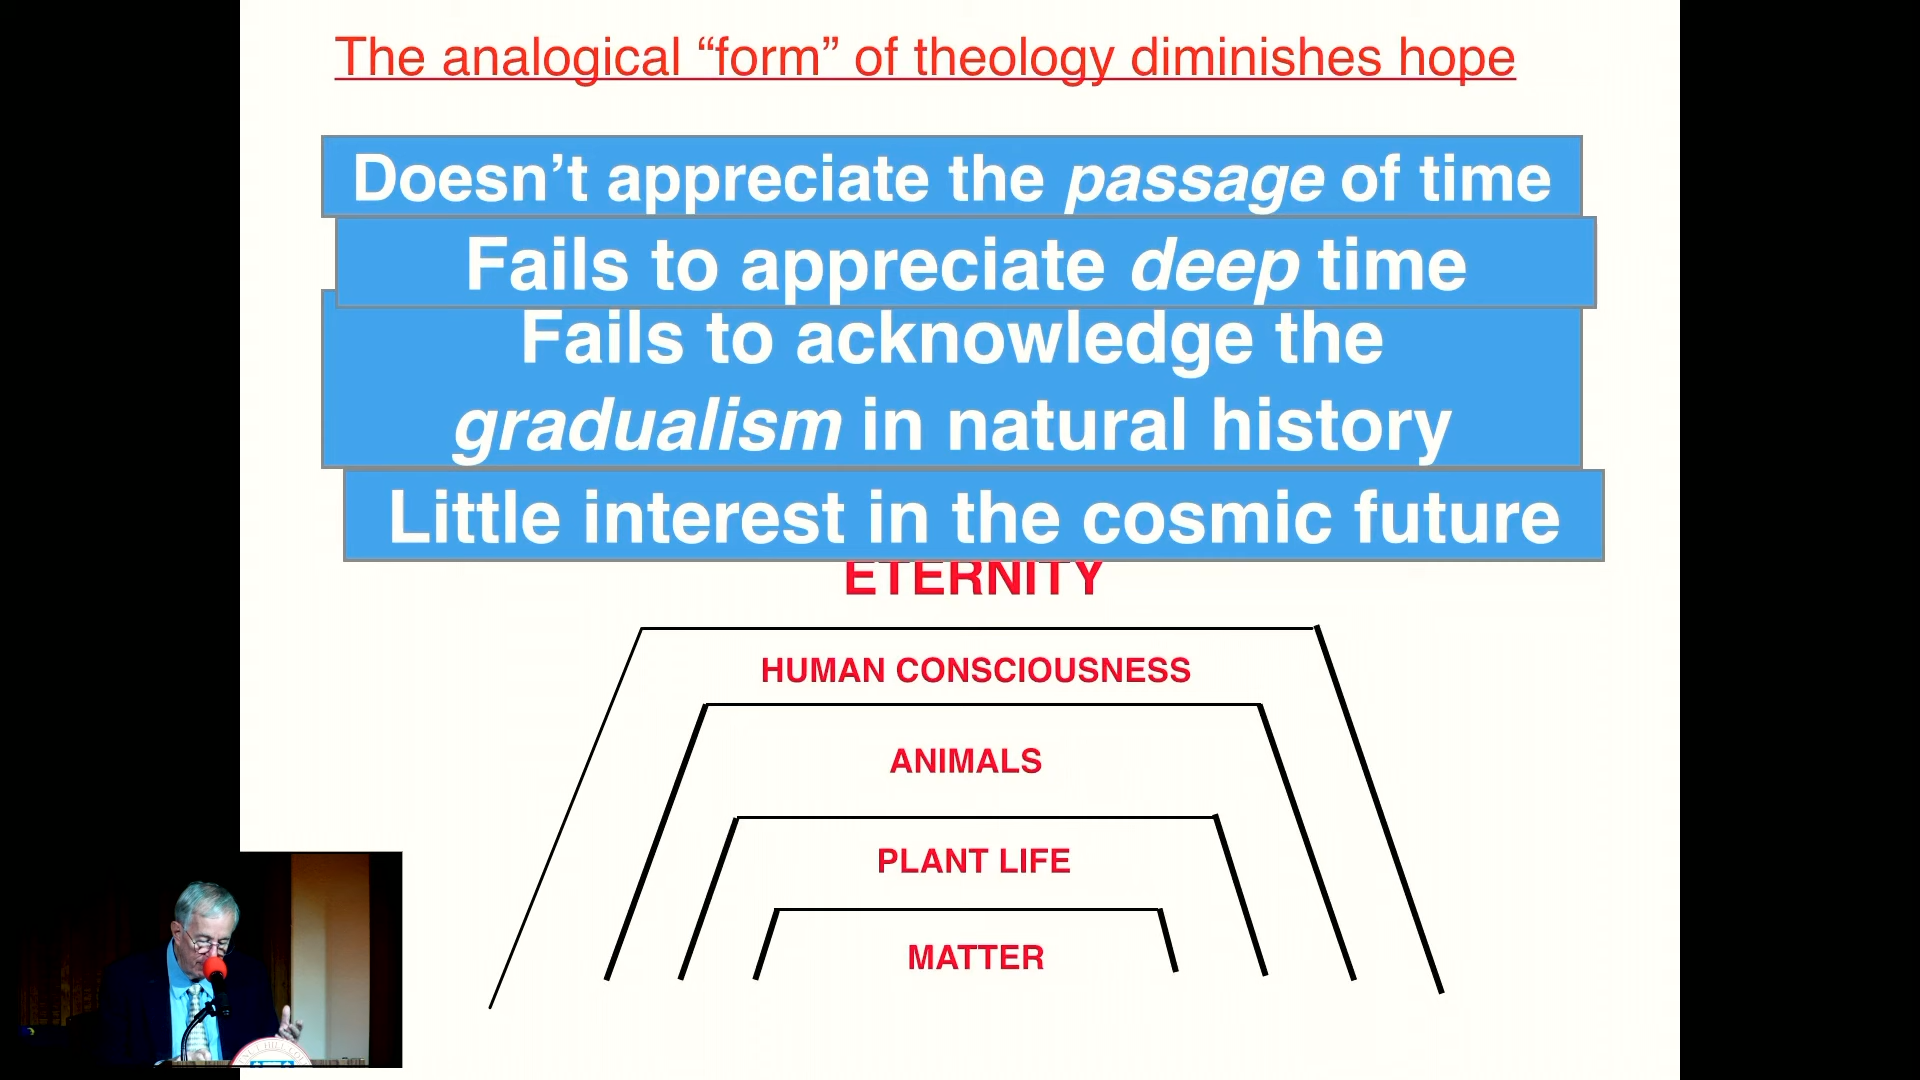 The analogical “form” of theology diminishes hope
Doesn’t appreciate the passage of time
Fails to appreciate deep time
Fails to acknowledge the
gradualism in natural history
Little interest in the cosmic future
ETERNITY
HUMAN CONSCIOUSNESS
ANIMALS
PLANT LIFE
MATTER